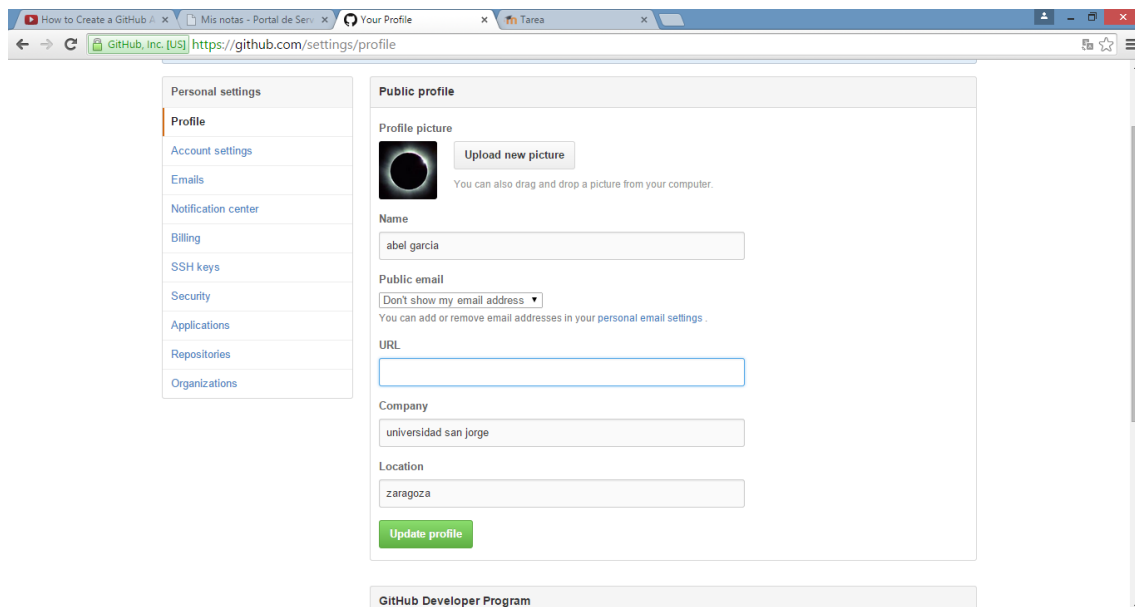 How to Create a GitHub A
Mis notas - Portal de Serv
Your Profile
Tarea
GitHub, Inc. [US] https://github.com/settings/profile
Personal settings
Profile
Account settings
Emails
Notification center
Billing
SSH keys
Security
Applications
Repositories
Organizations
Public profile
Profile picture
Upload new picture
You can also drag and drop a picture from your computer.
Name
abel garcia
Public email
Don't show my email address
You can add or remove email addresses in your personal email settings .
URL
Company
universidad san jorge
Location
zaragoza
Update profile
GitHub Developer Program